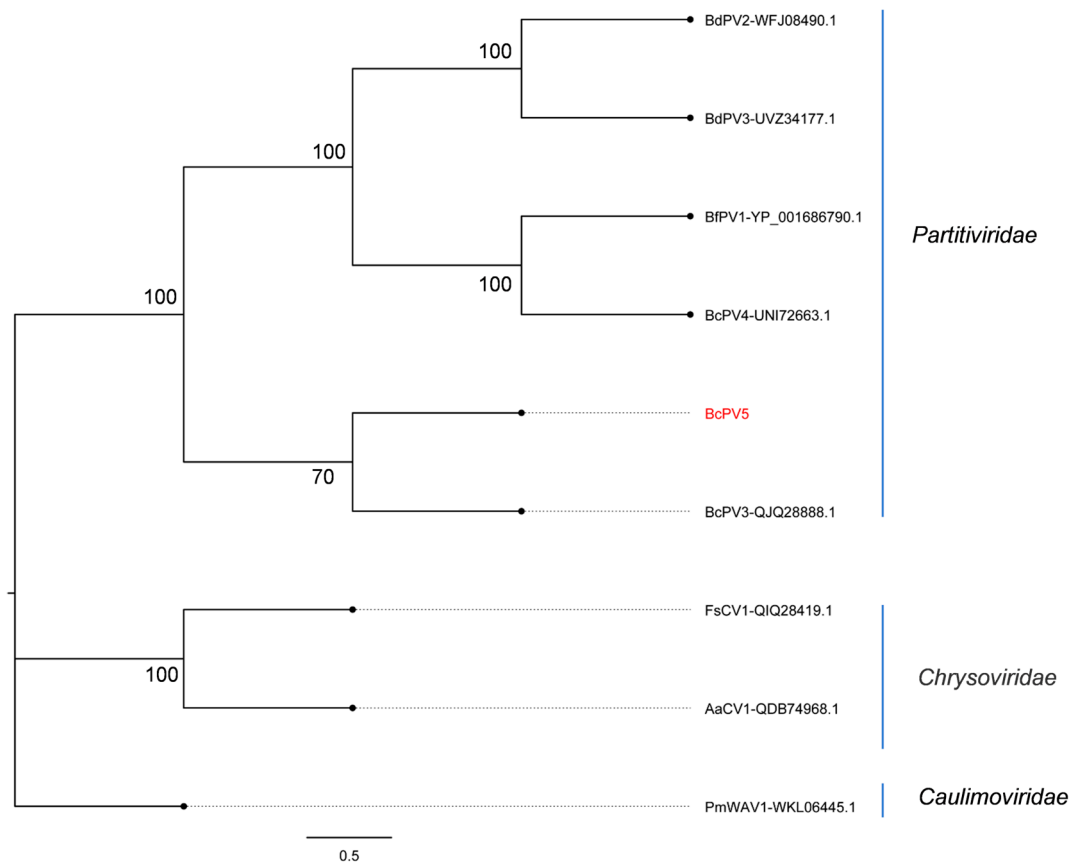 BdPV2-WFJ08490.1
100
BdPV3-UVZ34177.1
100
BfPV1-YP_001686790.1
Partitiviridae
100
100
BcPV4-UNI72663.1
BcPV5
70
BcPV3-QJQ28888.1
FsCV1-QIQ28419.1
100
Chrysoviridae
AaCV1-QDB74968.1
Caulimoviridae
PmWAV1-WKL06445.1
0.5